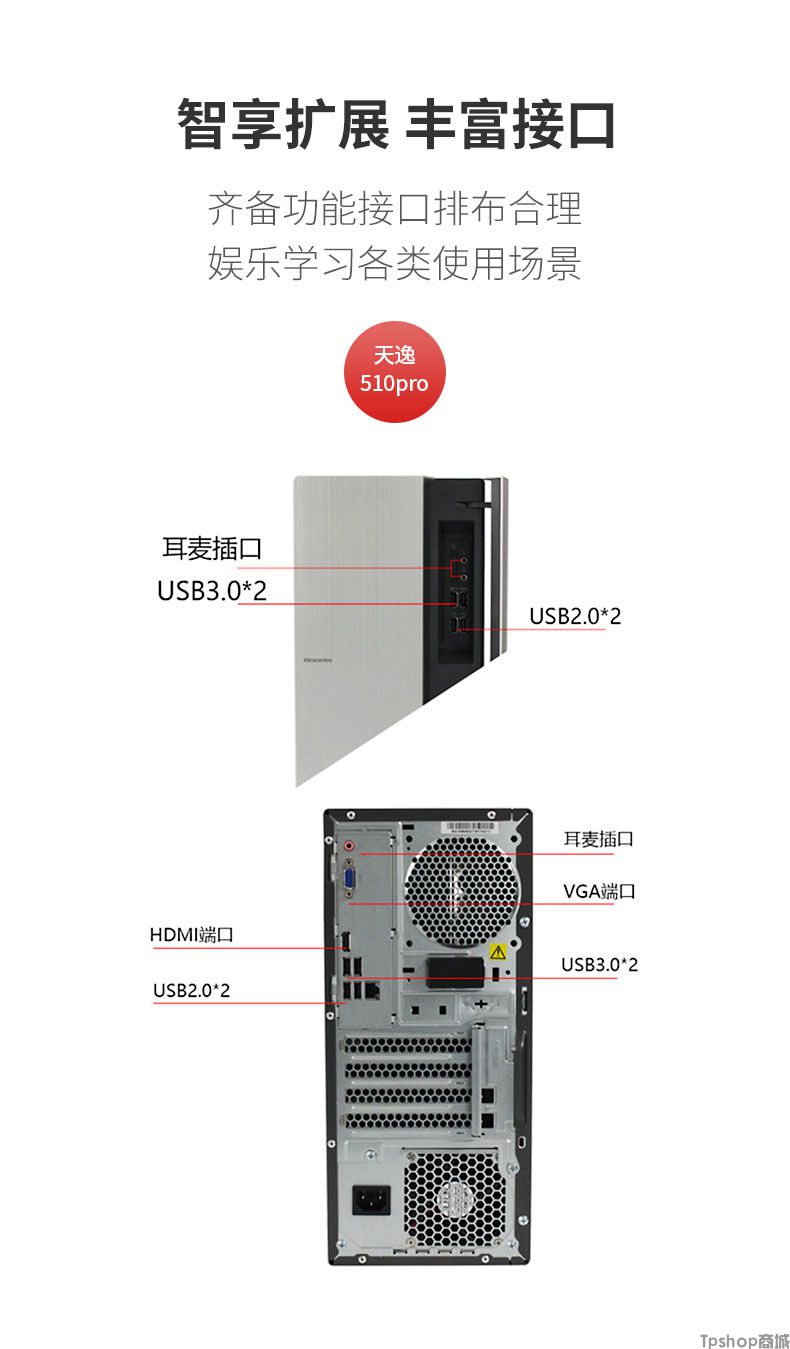 智享扩展 丰富接口
齐备功能接口排布合理
娱乐学习各类使用场景
天逸
510pro
耳麦插口
USB3.0*2
USB2.0*2
ideacentre
耳麦插口
VGA端口
HDMI端口
USB3.0*2
USB2.0*2
Tpshop商城